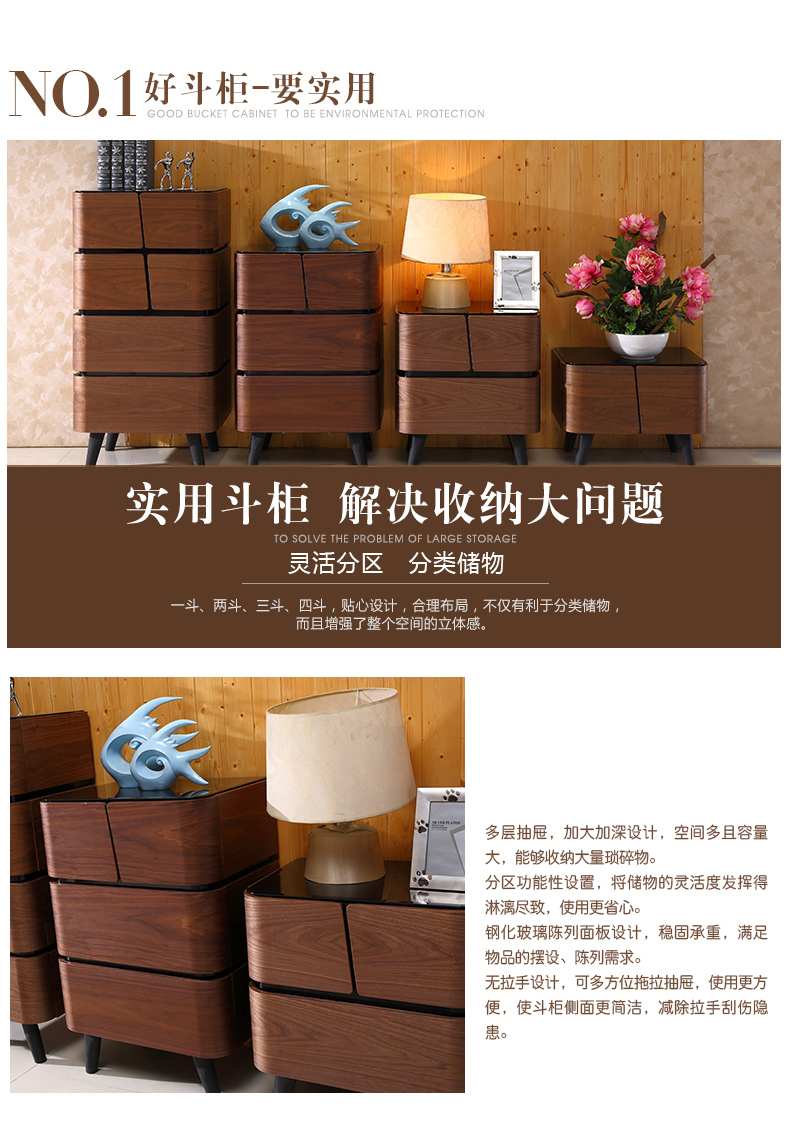 NO.1 好斗柜-要实用
GOOD BUCKET CABINET TO BE ENVIRONMENTAL PROTECTION
实用斗柜 解决收纳大问题
TO SOLVE THE PROBLEM OF LARGE STORAGE
灵活分区 分类储物
一斗、两斗、三斗、四斗，贴心设计，合理布局，不仅有利于分类储物，
而且增强了整个空间的立体感。
多层抽屉，加大加深设计，空间多且容量
大，能够收纳大量琐碎物。
分区功能性设置，将储物的灵活度发挥得
淋漓尽致，使用更省心。
钢化玻璃陈列面板设计，稳固承重，满足
物品的摆设、陈列需求。
无拉手设计，可多方位拖拉抽屉，使用更方
便，使斗柜侧面更简洁，减除拉手刮伤隐
患。